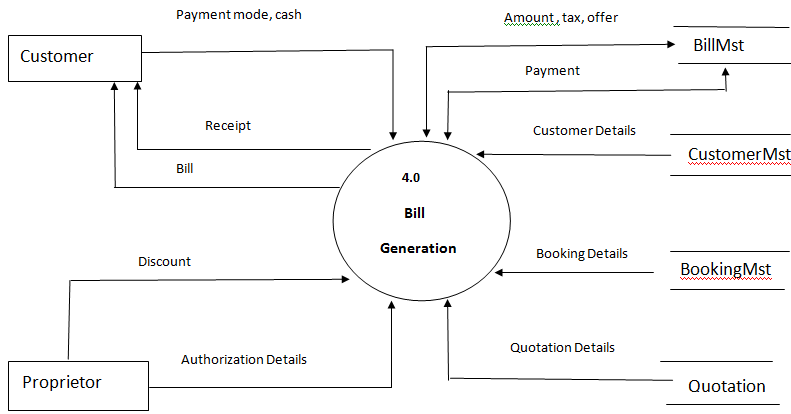 Payment mode, cash
Amount, tax, offer
Customer
BillMst
Payment
Receipt
Customer Details
CustomerMst
Bill
4.0
Bill
Generation
Discount
Booking Details
BookingMst
Authorization Details
Quotation Details
Proprietor
Quotation